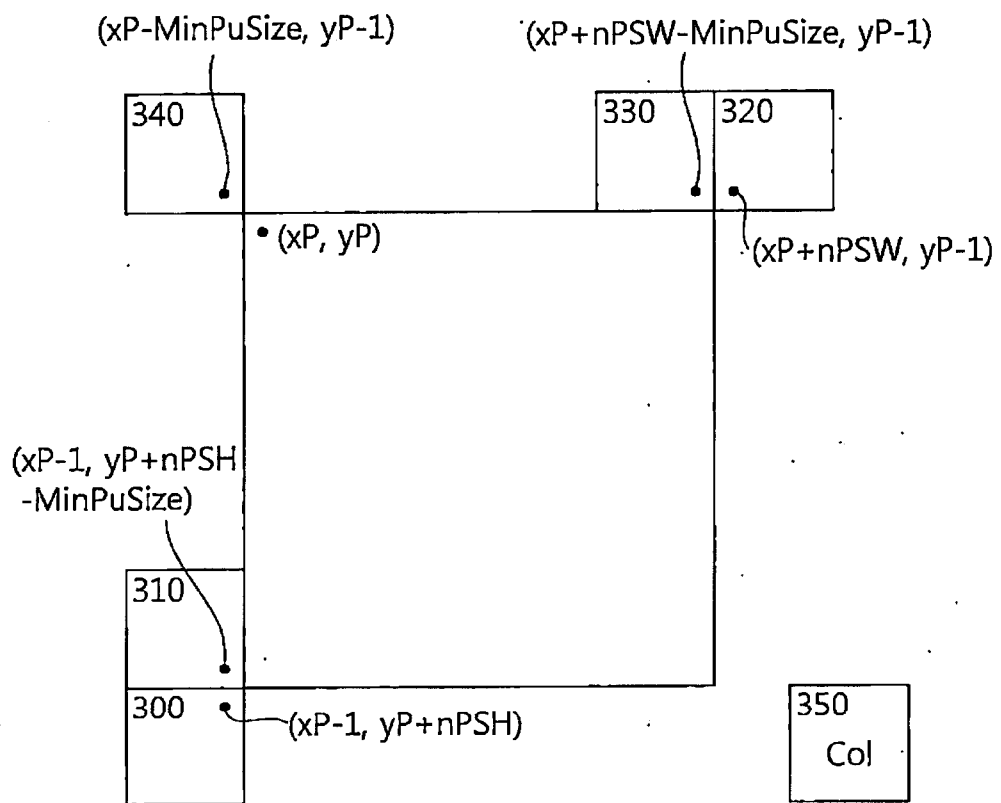 (xP-MinPuSize, yP-1)
(xP+nPSW-MinPuSize, yP-1)
340
330
320
(xP, yP)
(xP+nPSW, yP-1)
(xP-1, yP+nPSH
-MinPuSize)
310
300
(xP-1, yP+nPSH)
350
Col